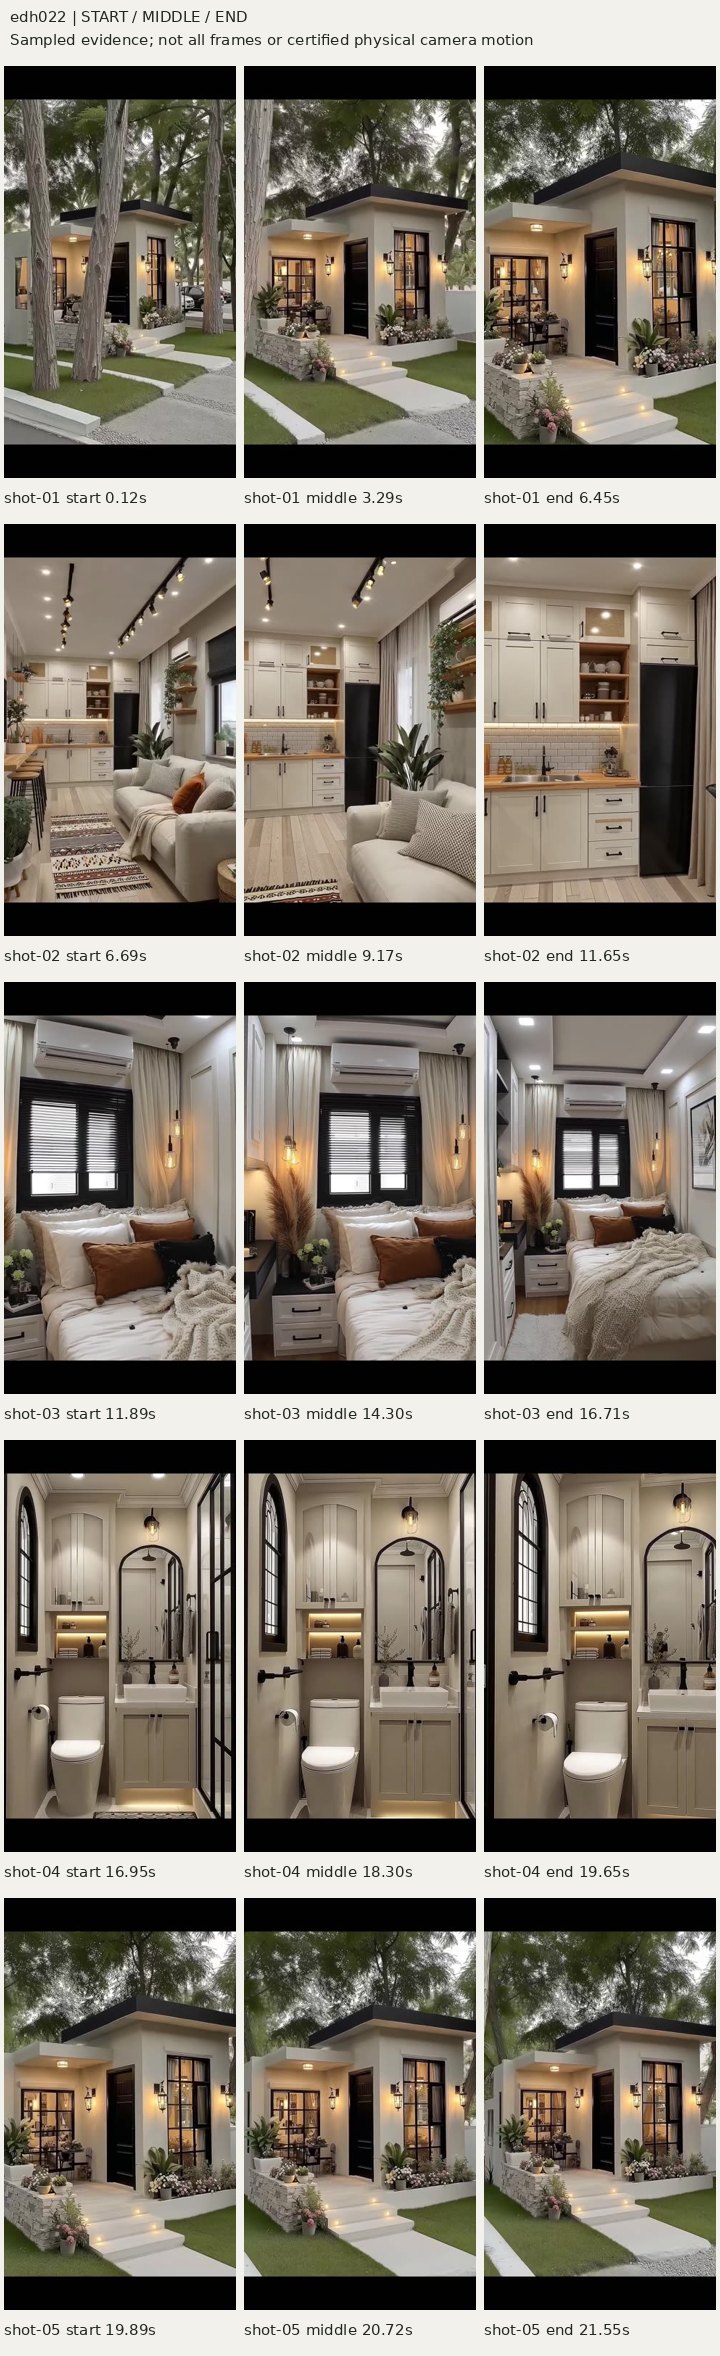 edh022 | START / MIDDLE / END
Sampled evidence; not all frames or certified physical camera motion
shot-01 start 0.12s
shot-01 middle 3.29s
shot-01 end 6.45s
shot-02 start 6.69s
shot-02 middle 9.17s
shot-02 end 11.65s
shot-03 start 11.89s
shot-03 middle 14.30s
shot-03 end 16.71s
shot-04 start 16.95s
shot-04 middle 18.30s
shot-04 end 19.65s
shot-05 start 19.89s
shot-05 middle 20.72s
shot-05 end 21.55s